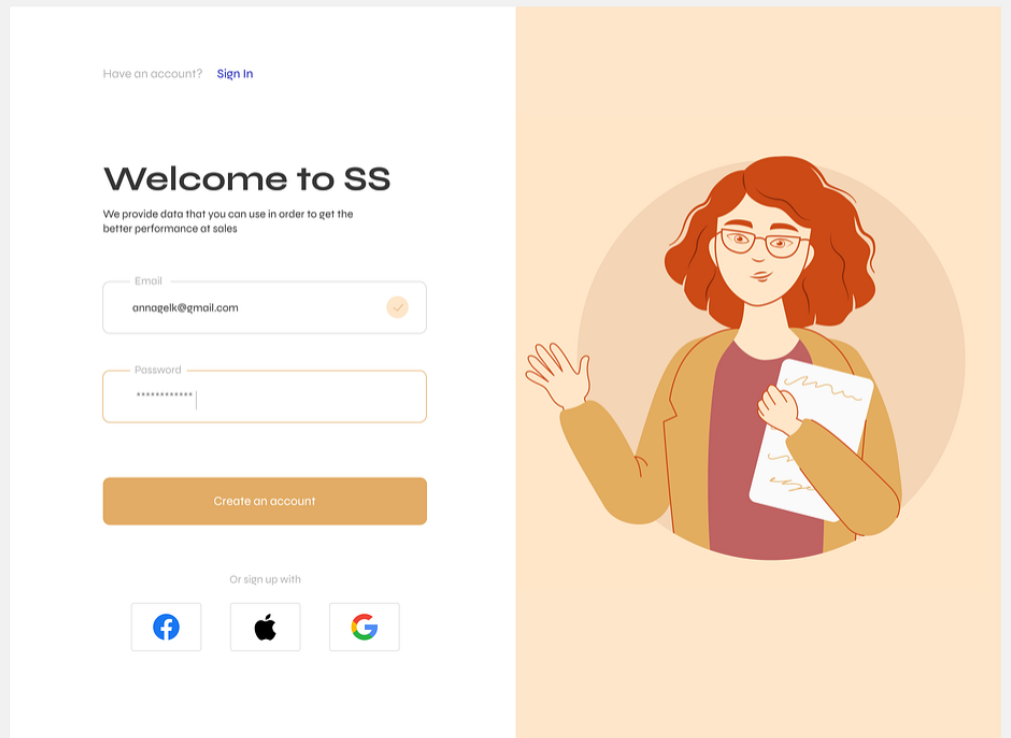 Have an account? Sign In
Welcome to SS
We provide data that you can use in order to get the
better performance at sales
Email
annagelk@gmail.com
Password
************
Create an account
Or sign up with